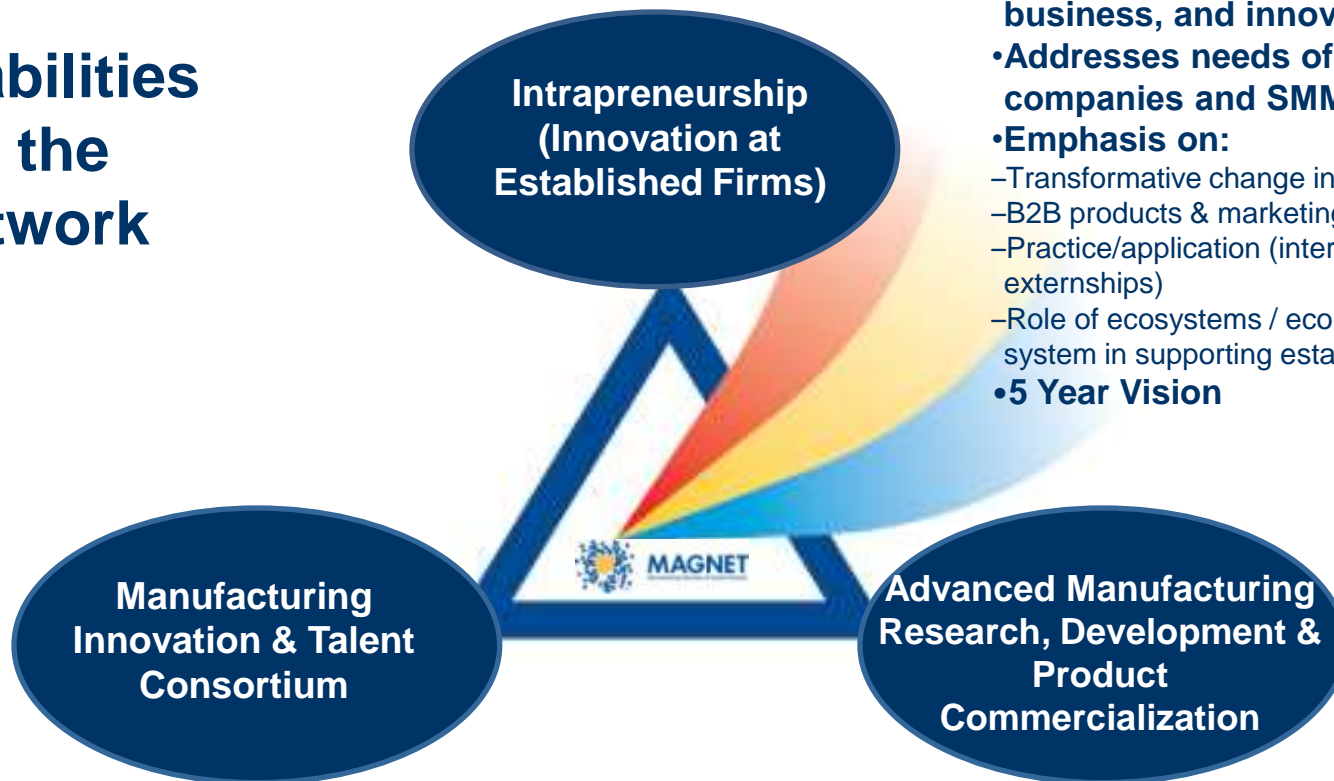 abilities
the
twork
Intrapreneurship
(Innovation at
Established Firms)
business, and innov
•Addresses needs of
companies and SMM
•Emphasis on:
–Transformative change in
–B2B products & marketing
–Practice/application (inter
externships)
–Role of ecosystems / eco
system in supporting esta
•5 Year Vision
MAGNET
Manufacturing
Innovation & Talent
Consortium
Advanced Manufacturing
Research, Development &
Product
Commercialization